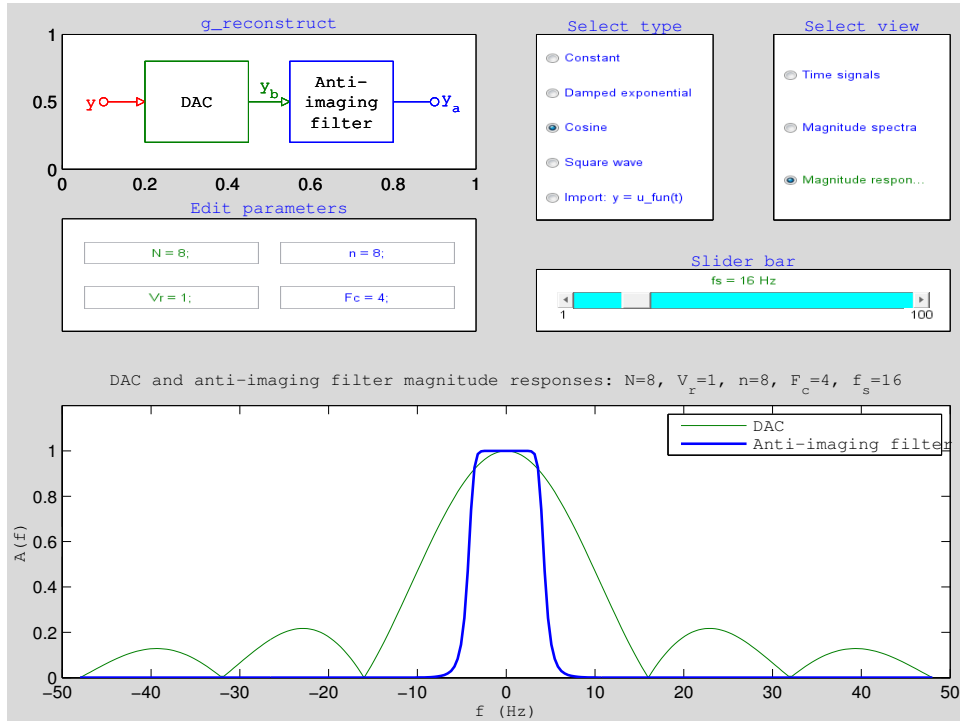 g_reconstruct
1
0.5
0
0 0.2 0.4 0.6 0.8 1
y
DAC
y_b
Anti-
imaging
filter
y_a
Select type
Constant
Damped exponential
Cosine
Square wave
Import: y = u_fun(t)
Select view
Time signals
Magnitude spectra
Magnitude respon...
Edit parameters
N = 8;
n = 8;
Vr = 1;
Fc = 4;
Slider bar
fs = 16 Hz
1
100
DAC and anti-imaging filter magnitude responses: N=8, V_r=1, n=8, F_c=4, f_s=16
DAC
Anti-imaging filter
A(f)
1
0.8
0.6
0.4
0.2
0
−50 −40 −30 −20 −10 0 10 20 30 40 50
f (Hz)